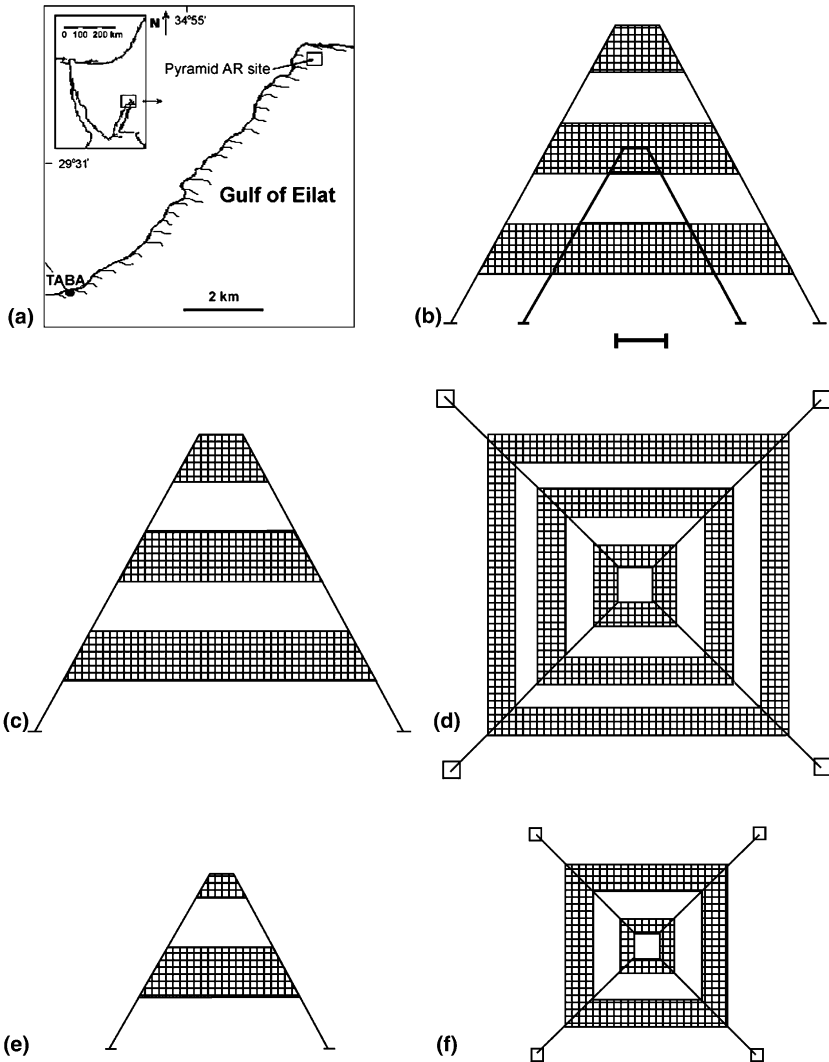 0 100 200 km
N
34°55'
Pyramid AR site
29°31'
Gulf of Eilat
TABA
2 km
(a)
(b)
(c)
(d)
(e)
(f)